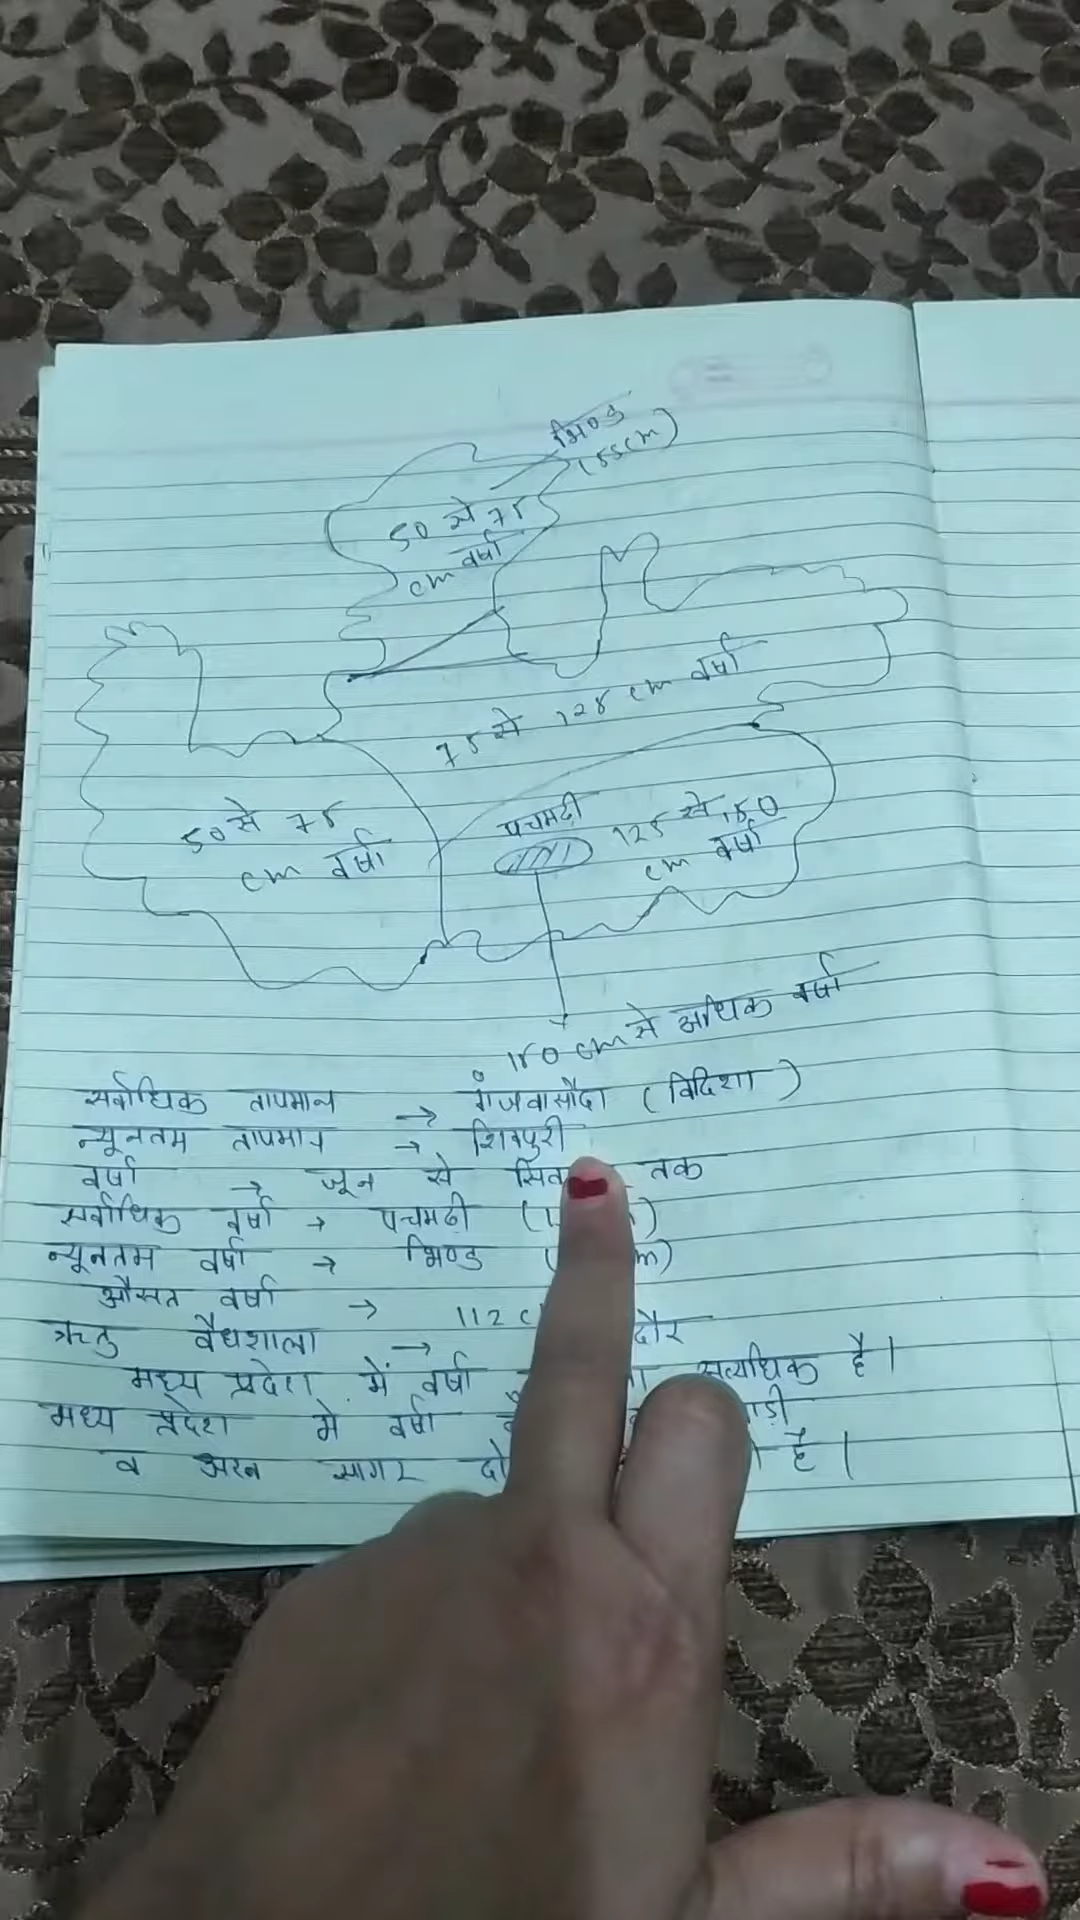 भिण्ड
(55cm)
50 से 75
cm वर्षा
75 से 125 cm वर्षा
50 से 75
cm वर्षा
पचमढ़ी
125 से 150
cm वर्षा
150 cm से अधिक वर्षा
सर्वाधिक तापमान → गंजबासौदा (विदिशा)
न्यूनतम तापमान → शिवपुरी
वर्षा → जून से तक
सर्वाधिक वर्षा → पचमढ़ी
न्यूनतम वर्षा → भिण्ड
औसत वर्षा → 112
ऋतु वैधशाला →
मध्य प्रदेश में वर्षा सत्यधिक है।
मध्य प्रदेश मे वर्षा
व अरब सागर है।